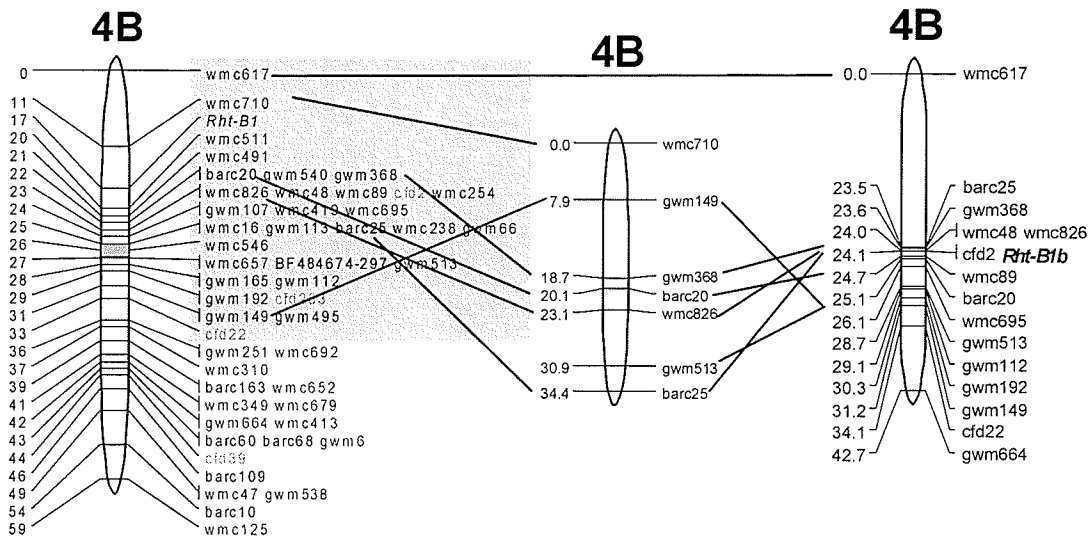 4B
0 wmc617
11 wmc710
17 Rht-B1
20 wmc511
21 wmc491
22 barc20 gwm540 gwm368
23 wmc826 wmc48 wmc89 cfd2 wmc254
24 gwm107 wmc419 wmc695
25 wmc16 gwm113 barc25 wmc238 gwm66
26 wmc546
27 wmc657 BF484674-297 gwm513
28 gwm165 gwm112
29 gwm192
31 gwm149 gwm495
33 cfd22
36 gwm251 wmc692
37 wmc310
39 barc163 wmc652
41 wmc349 wmc679
42 gwm664 wmc413
43 barc60 barc68 gwm6
44 cfd39
46 barc109
49 wmc47 gwm538
54 barc10
59 wmc125
4B
0.0 wmc710
7.9 gwm149
18.7 gwm368
20.1 barc20
23.1 wmc826
30.9 gwm513
34.4 barc25
4B
0.0 wmc617
23.5 barc25
23.6 gwm368
24.0 wmc48 wmc826
24.1 cfd2 Rht-B1b
24.7 wmc89
25.1 barc20
26.1 wmc695
28.7 gwm513
29.1 gwm112
30.3 gwm192
31.2 gwm149
34.1 cfd22
42.7 gwm664